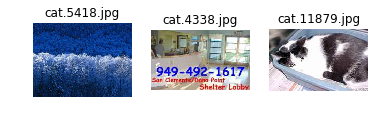 cat.5418.jpg
cat.4338.jpg
cat.11879.jpg
949-492-1617
San Clemente/Dana Point
Shelter Lobby